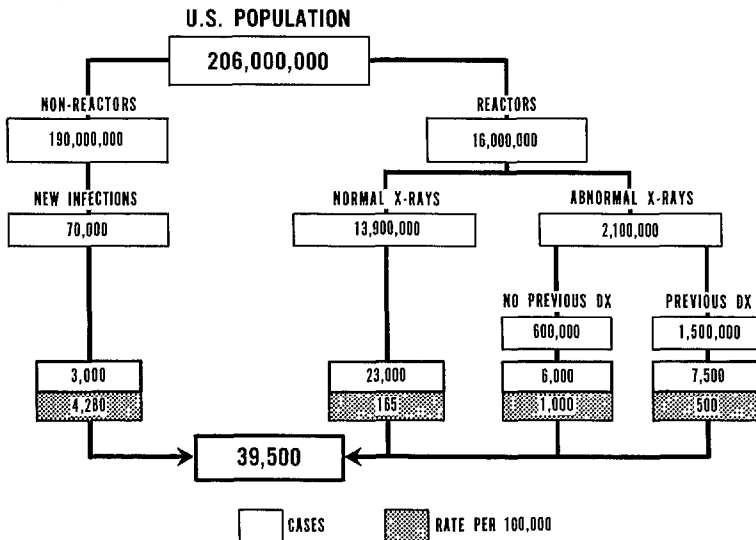 U.S. POPULATION
206,000,000
NON-REACTORS
REACTORS
190,000,000
16,000,000
NEW INFECTIONS
NORMAL X-RAYS
ABNORMAL X-RAYS
70,000
13,900,000
2,100,000
NO PREVIOUS DX
PREVIOUS DX
600,000
1,500,000
3,000
23,000
6,000
7,500
4,280
165
1,000
500
39,500
CASES
RATE PER 100,000